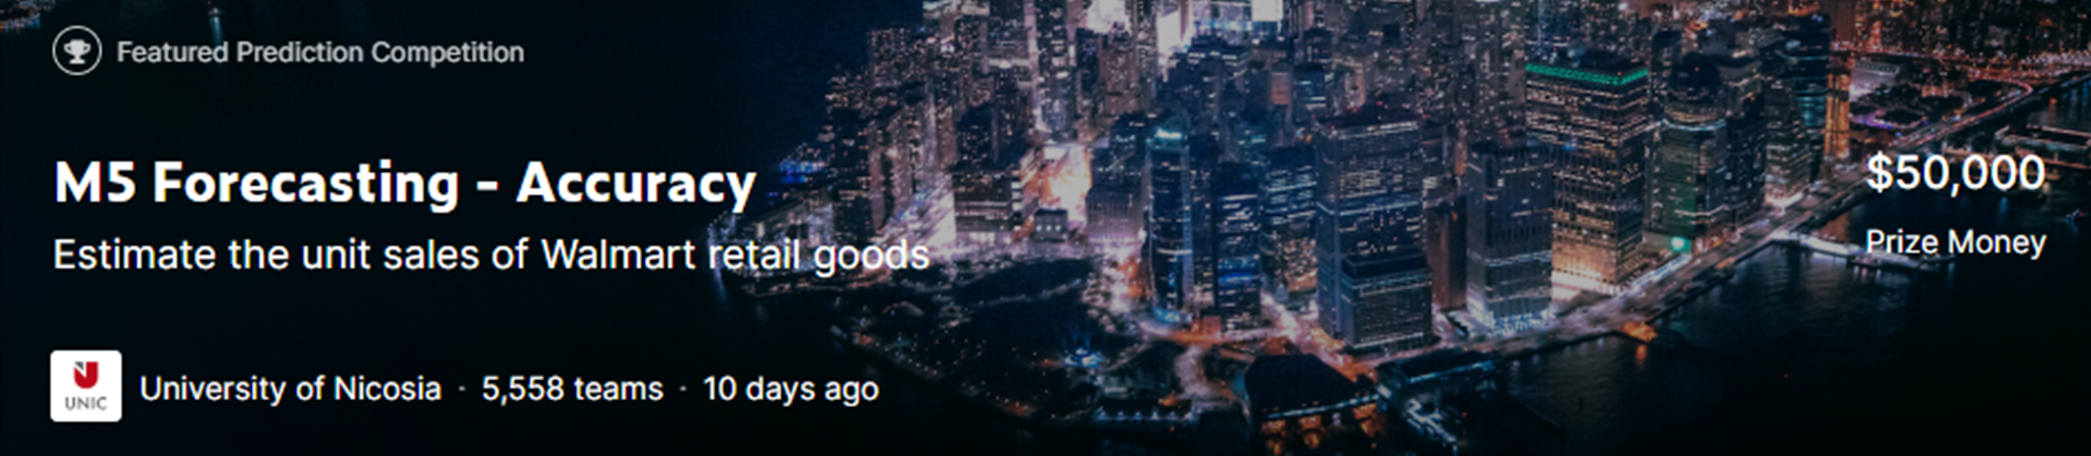 Featured Prediction Competition
M5 Forecasting - Accuracy
Estimate the unit sales of Walmart retail goods
$50,000
Prize Money
UNIC
University of Nicosia · 5,558 teams · 10 days ago